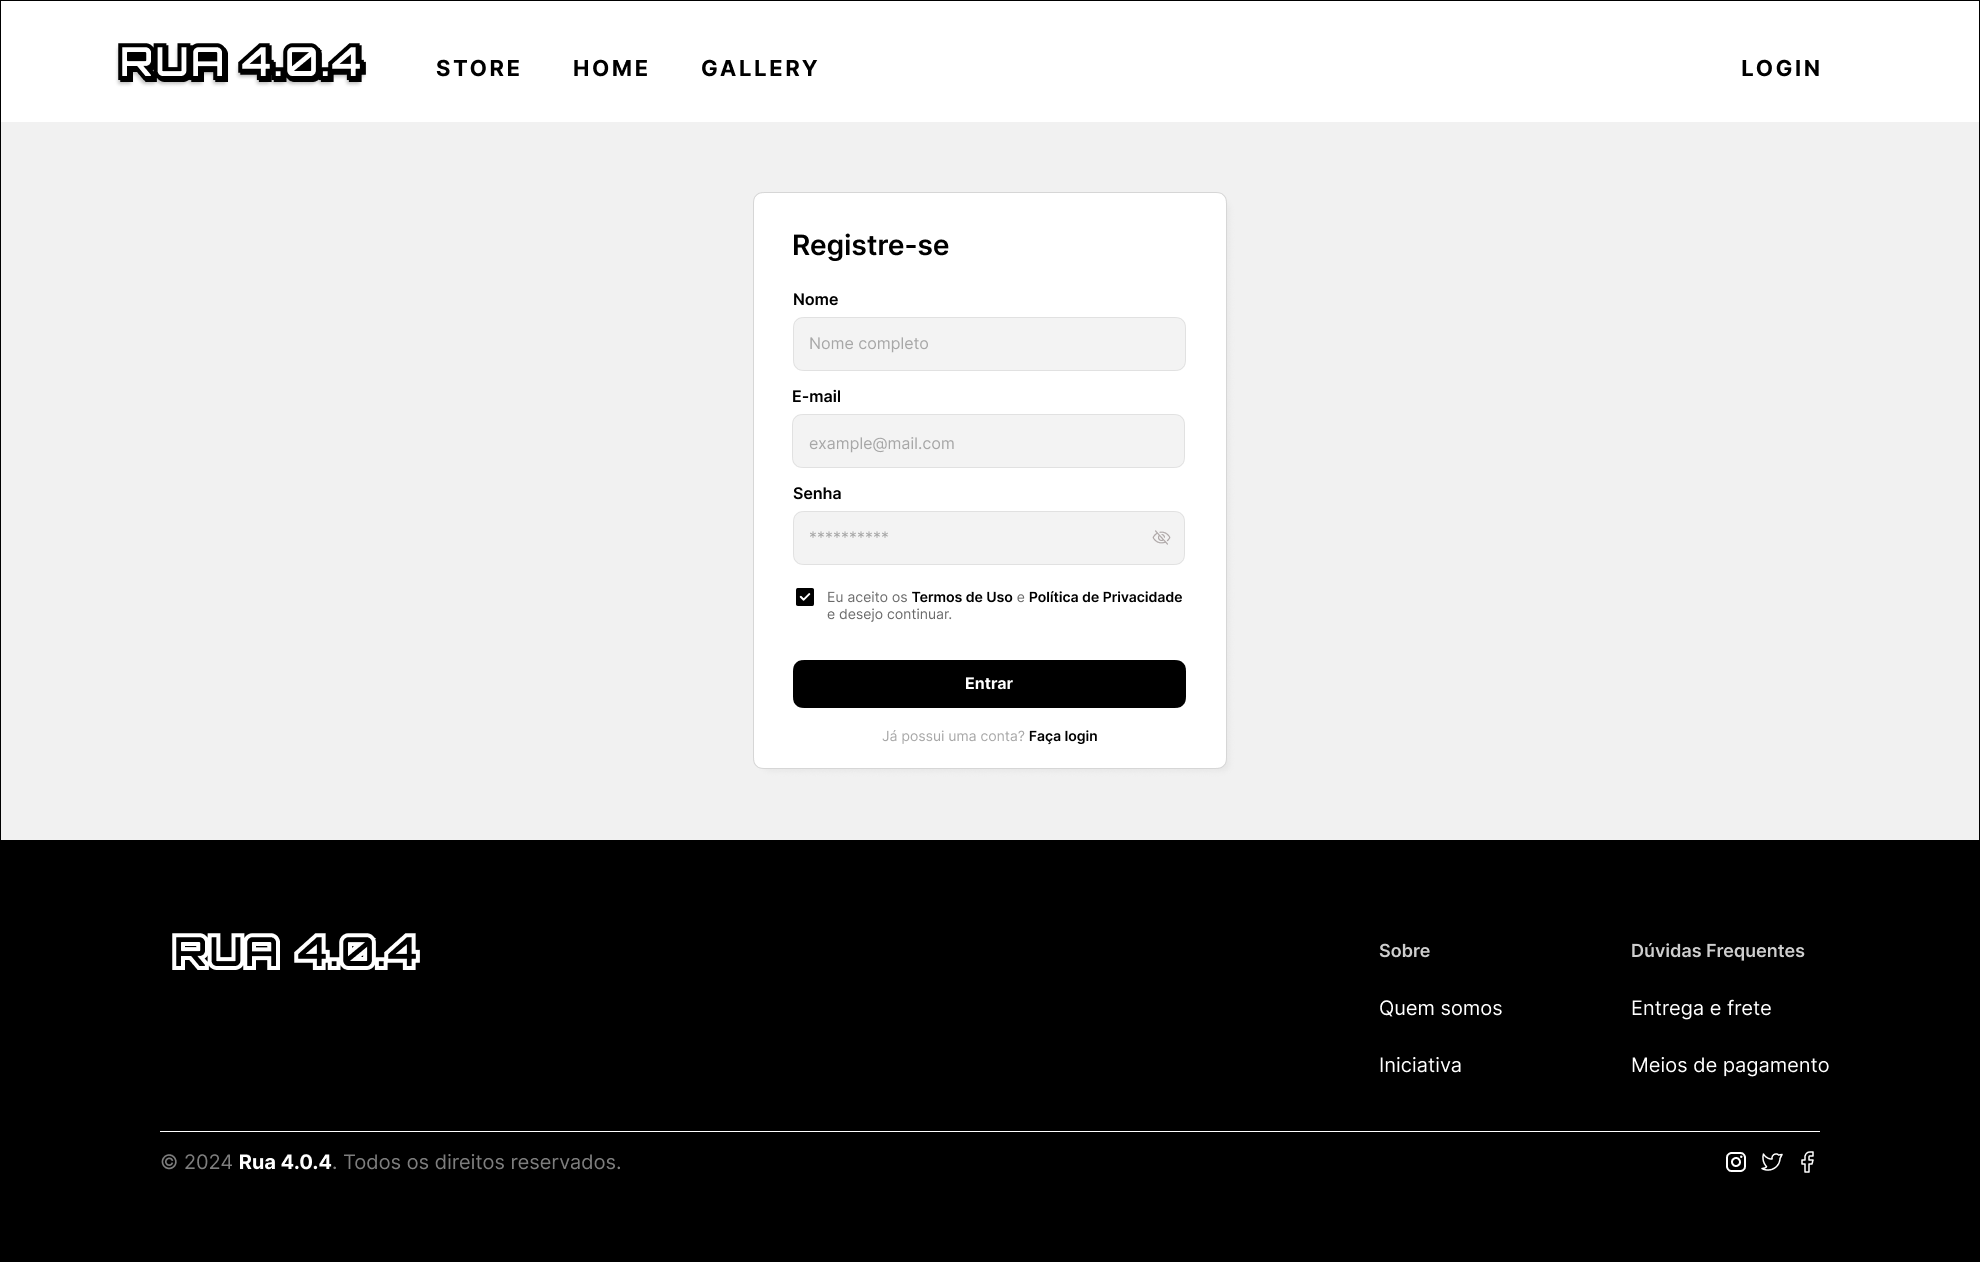 RUA 4.0.4
STORE HOME GALLERY
LOGIN
Registre-se
Nome
Nome completo
E-mail
example@mail.com
Senha
**********
Eu aceito os Termos de Uso e Política de Privacidade
e desejo continuar.
Entrar
Já possui uma conta? Faça login
RUA 4.0.4
Sobre
Quem somos
Iniciativa
Dúvidas Frequentes
Entrega e frete
Meios de pagamento
© 2024 Rua 4.0.4. Todos os direitos reservados.